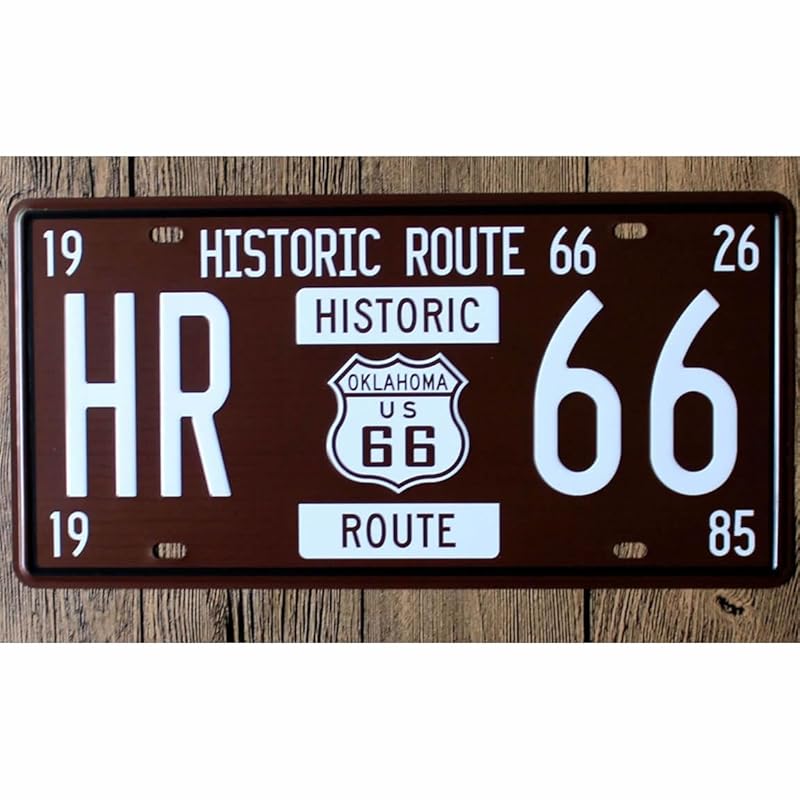 19 HISTORIC ROUTE 66 26
HISTORIC
HR 66
OKLAHOMA
US
66
ROUTE
19 85